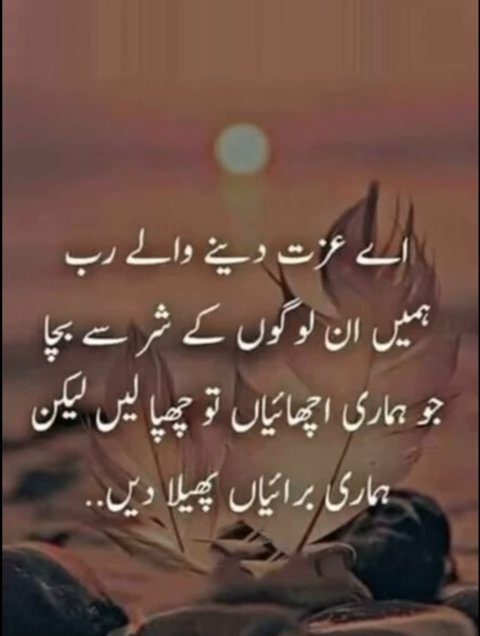 اے عزت دینے والے رب
ہمیں ان لوگوں کے شر سے بچا
جو ہماری اچھائیاں تو چھپا لیں لیکن
ہماری برائیاں پھیلا دیں..